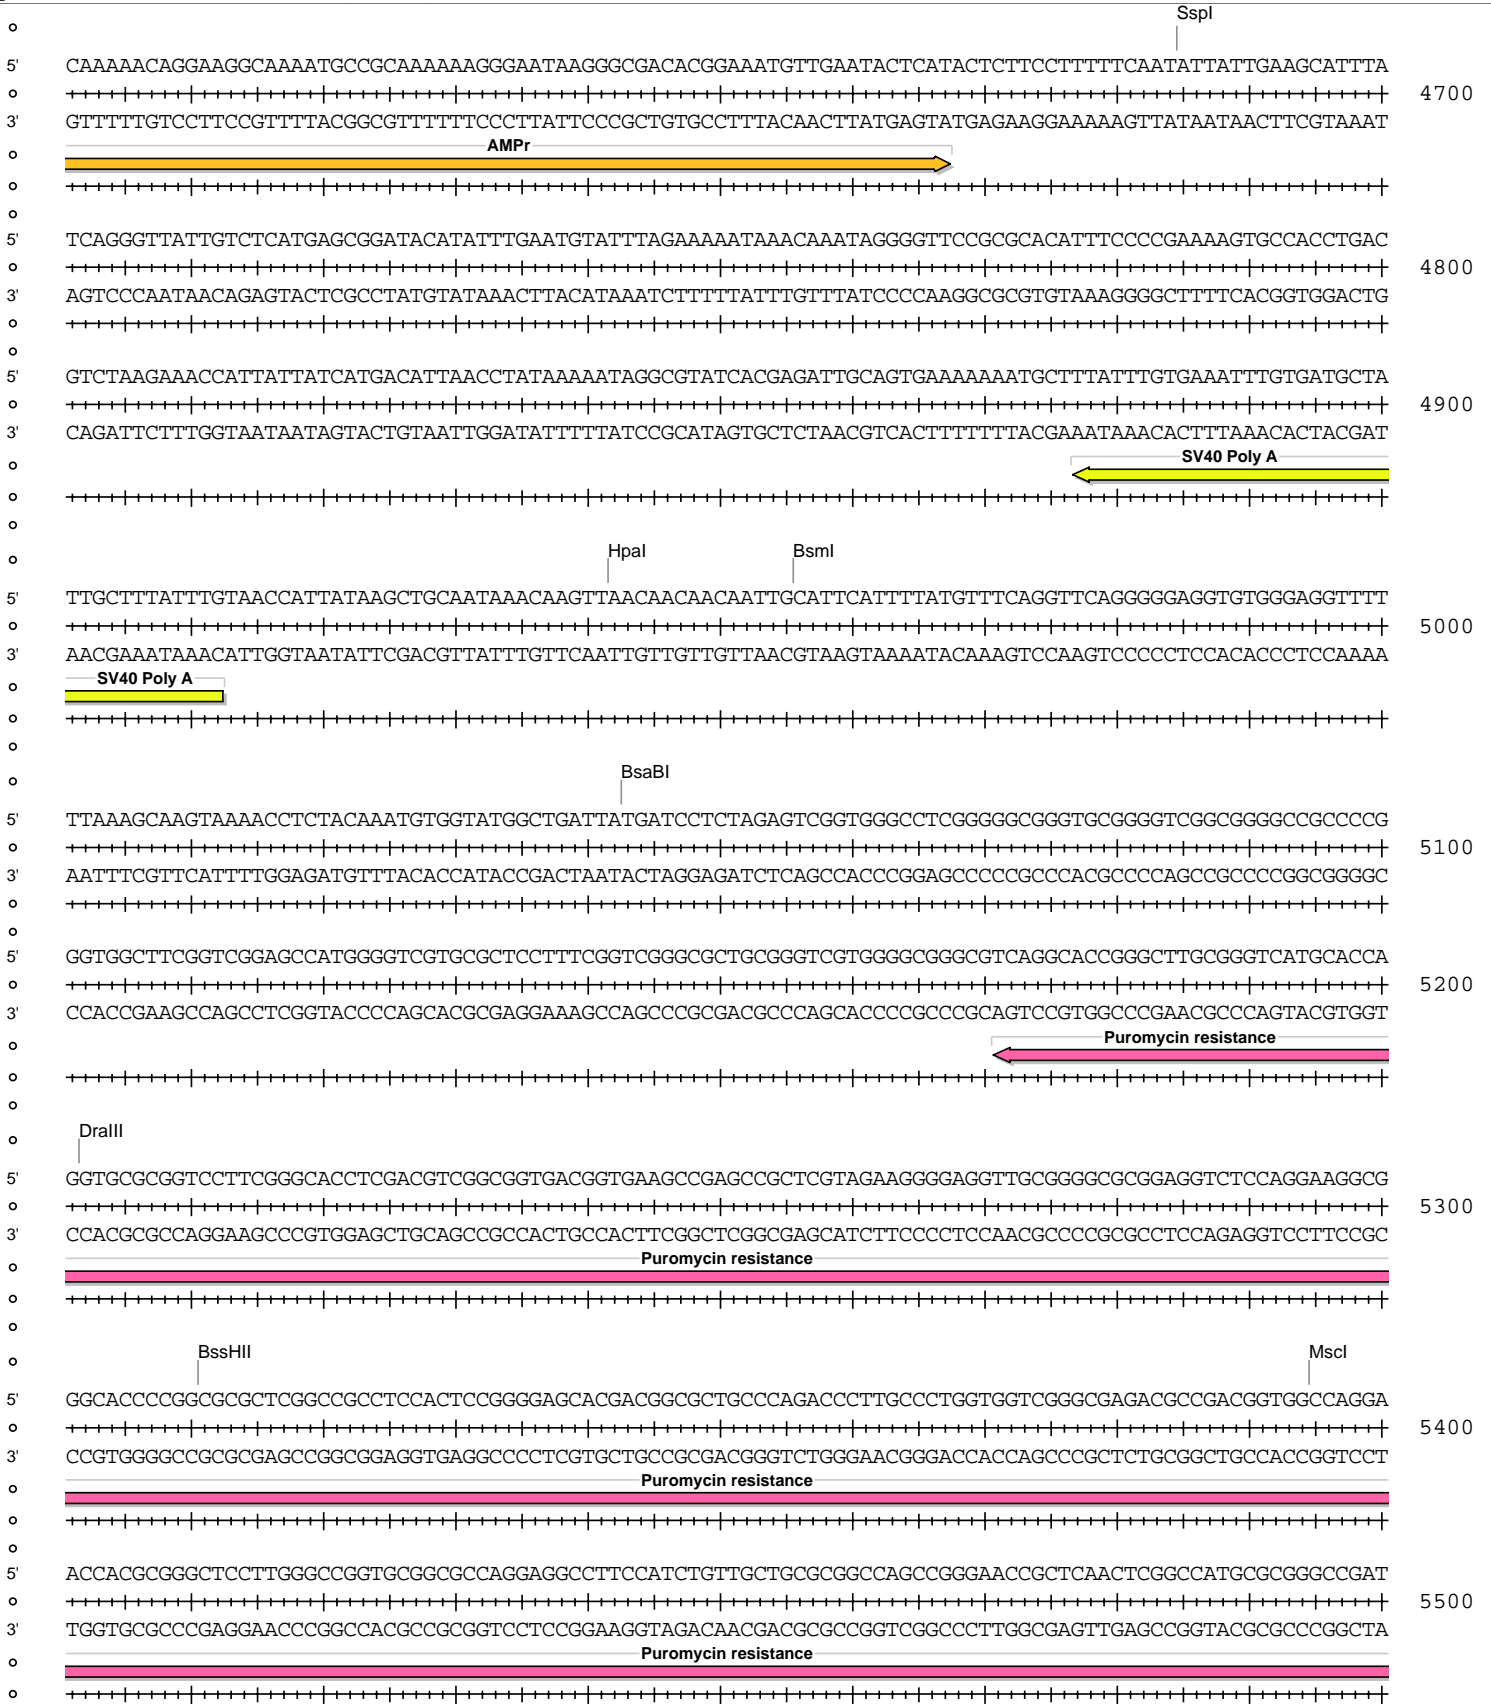 SspI
5' CAAAAACAGGAAGGCAAAATGCCGCAAAAAAGGGAATAAGGGCGACACGGAAATGTTGAATACTCATACTCTTCCTTTTTCAATATTATTGAAGCATTTA
4700
3' GTTTTTGTCCTTCCGTTTTACGGCGTTTTTTCCCTTATTCCCGCTGTGCCTTTACAACTTATGAGTATGAGAAGGAAAAAGTTATAATAACTTCGTAAAT
AMPr
5' TCAGGGTTATTGTCTCATGAGCGGATACATATTTGAATGTATTTAGAAAAATAAACAAATAGGGGTTCCGCGCACATTTCCCCGAAAAGTGCCACCTGAC
4800
3' AGTCCCAATAACAGAGTACTCGCCTATGTATAAACTTACATAAATCTTTTTATTTGTTTATCCCCAAGGCGCGTGTAAAGGGGCTTTTCACGGTGGACTG
5' GTCTAAGAAACCATTATTATCATGACATTAACCTATAAAAATAGGCGTATCACGAGATTGCAGTGAAAAAAATGCTTTATTTGTGAAATTTGTGATGCTA
4900
3' CAGATTCTTTGGTAATAATAGTACTGTAATTGGATATTTTTATCCGCATAGTGCTCTAACGTCACTTTTTTTACGAAATAAACACTTTAAACACTACGAT
SV40 Poly A
HpaI BsmI
5' TTGCTTTATTTGTAACCATTATAAGCTGCAATAAACAAGTTAACAACAACAATTGCATTCATTTTATGTTTCAGGTTCAGGGGGAGGTGTGGGAGGTTTT
5000
3' AACGAAATAAACATTGGTAATATTCGACGTTATTTGTTCAATTGTTGTTGTTAACGTAAGTAAAATACAAAGTCCAAGTCCCCCTCCACACCCTCCAAAA
SV40 Poly A
BsaBI
5' TTAAAGCAAGTAAAACCTCTACAAATGTGGTATGGCTGATTATGATCCTCTAGAGTCGGTGGGCCTCGGGGGCGGGTGCGGGGTCGGCGGGGCCGCCCCG
5100
3' AATTTCGTTCATTTTGGAGATGTTTACACCATACCGACTAATACTAGGAGATCTCAGCCACCCGGAGCCCCCGCCCACGCCCCAGCCGCCCCGGCGGGGC
5' GGTGGCTTCGGTCGGAGCCATGGGGTCGTGCGCTCCTTTCGGTCGGGCGCTGCGGGTCGTGGGGCGGGCGTCAGGCACCGGGCTTGCGGGTCATGCACCA
5200
3' CCACCGAAGCCAGCCTCGGTACCCCAGCACGCGAGGAAAGCCAGCCCGCGACGCCCAGCACCCCGCCCGCAGTCCGTGGCCCGAACGCCCAGTACGTGGT
Puromycin resistance
DraIII
5' GGTGCGCGGTCCTTCGGGCACCTCGACGTCGGCGGTGACGGTGAAGCCGAGCCGCTCGTAGAAGGGGAGGTTGCGGGGCGCGGAGGTCTCCAGGAAGGCG
5300
3' CCACGCGCCAGGAAGCCCGTGGAGCTGCAGCCGCCACTGCCACTTCGGCTCGGCGAGCATCTTCCCCTCCAACGCCCCGCGCCTCCAGAGGTCCTTCCGC
Puromycin resistance
BssHII MscI
5' GGCACCCCGGCGCGCTCGGCCGCCTCCACTCCGGGGAGCACGACGGCGCTGCCCAGACCCTTGCCCTGGTGGTCGGGCGAGACGCCGACGGTGGCCAGGA
5400
3' CCGTGGGGCCGCGCGAGCCGGCGGAGGTGAGGCCCCTCGTGCTGCCGCGACGGGTCTGGGAACGGGACCACCAGCCCGCTCTGCGGCTGCCACCGGTCCT
Puromycin resistance
5' ACCACGCGGGCTCCTTGGGCCGGTGCGGCGCCAGGAGGCCTTCCATCTGTTGCTGCGCGGCCAGCCGGGAACCGCTCAACTCGGCCATGCGCGGGCCGAT
5500
3' TGGTGCGCCCGAGGAACCCGGCCACGCCGCGGTCCTCCGGAAGGTAGACAACGACGCGCCGGTCGGCCCTTGGCGAGTTGAGCCGGTACGCGCCCGGCTA
Puromycin resistance